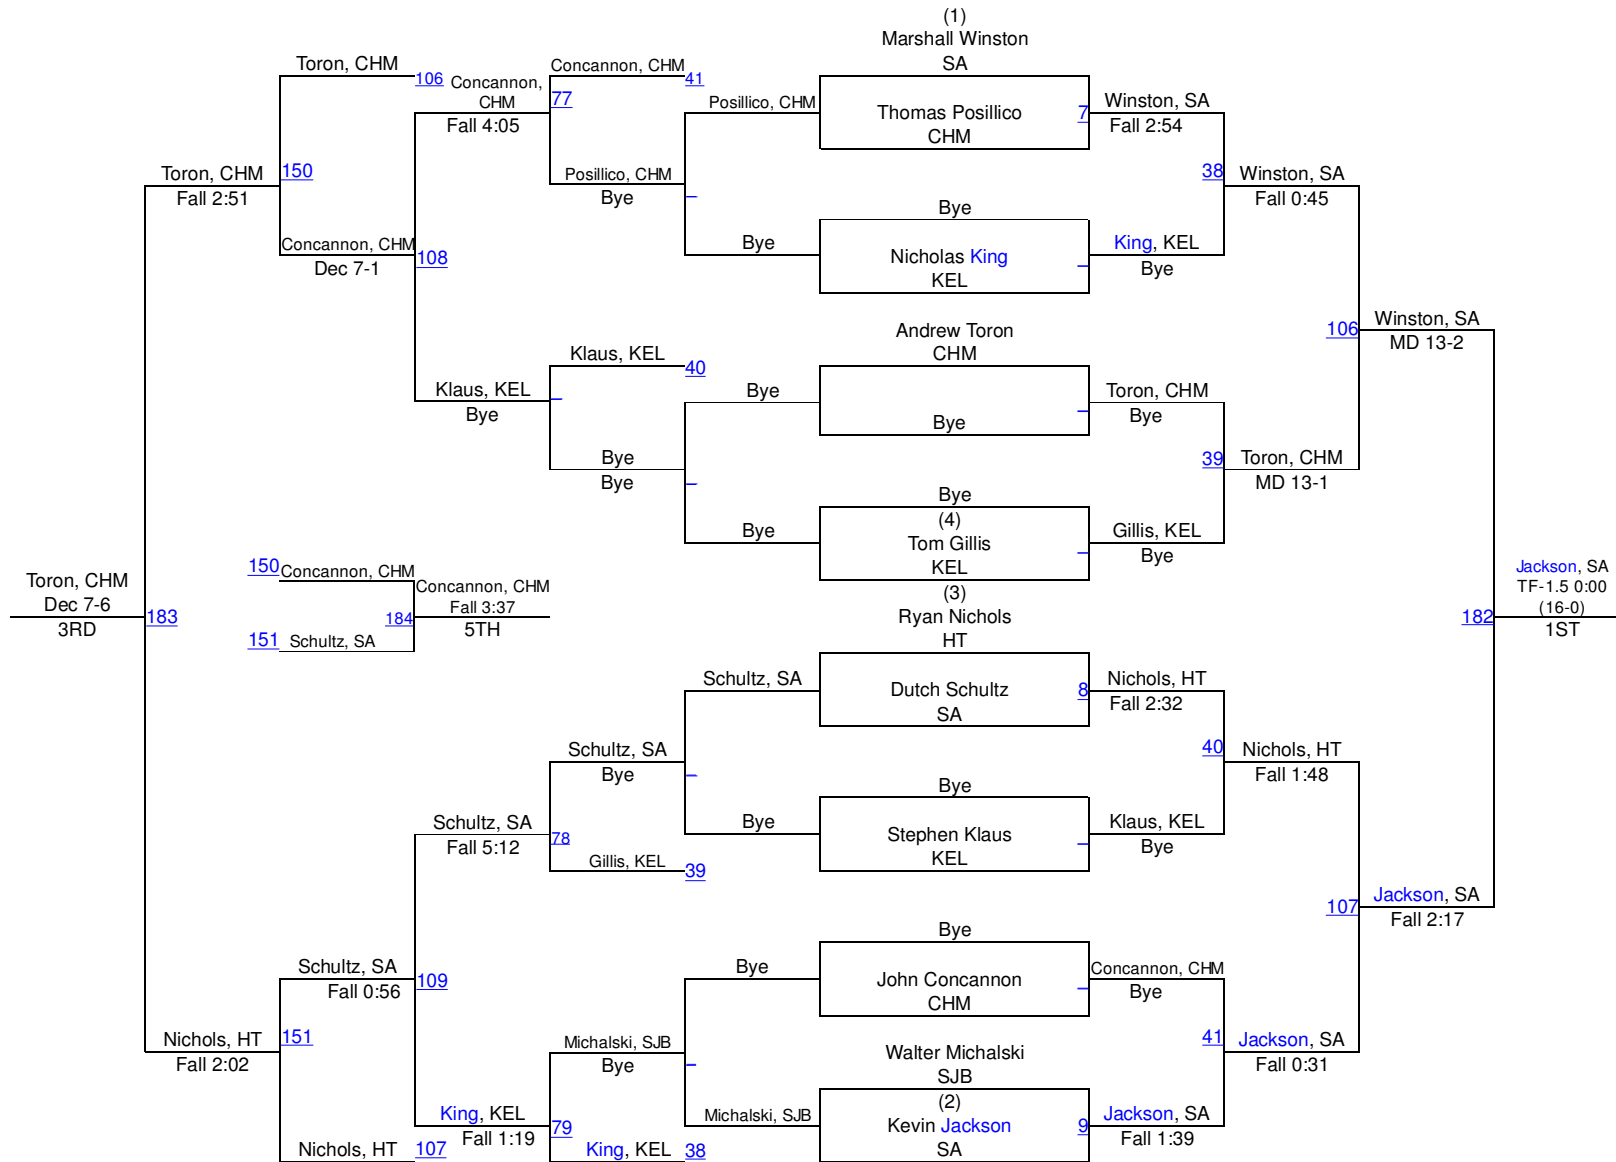 (1)
Marshall Winston
SA
Toron, CHM
106
Concannon,
CHM
Fall 4:05
77
Concannon, CHM
41
Posillico, CHM
Thomas Posillico
CHM
7
Winston, SA
Fall 2:54
Toron, CHM
Fall 2:51
150
Posillico, CHM
Bye
38
Winston, SA
Fall 0:45
Concannon, CHM
Dec 7-1
108
Bye
Bye
Nicholas King
KEL
King, KEL
Bye
Andrew Toron
CHM
106
Winston, SA
MD 13-2
Klaus, KEL
40
Klaus, KEL
Bye
Bye
Bye
Toron, CHM
Bye
Bye
Bye
39
Toron, CHM
MD 13-1
Bye
Bye
(4)
Tom Gillis
KEL
Gillis, KEL
Bye
Toron, CHM
Dec 7-6
3RD
183
150
Concannon, CHM
151
Schultz, SA
184
Concannon, CHM
Fall 3:37
5TH
182
Jackson, SA
TF-1.5 0:00
(16-0)
1ST
(3)
Ryan Nichols
HT
Schultz, SA
Dutch Schultz
SA
8
Nichols, HT
Fall 2:32
Schultz, SA
Bye
40
Nichols, HT
Fall 1:48
Schultz, SA
Fall 5:12
78
Gillis, KEL
39
Bye
Bye
Stephen Klaus
KEL
Klaus, KEL
Bye
107
Jackson, SA
Fall 2:17
Schultz, SA
Fall 0:56
109
Bye
Bye
John Concannon
CHM
Concannon, CHM
Bye
Nichols, HT
Fall 2:02
151
Michalski, SJB
Bye
Walter Michalski
SJB
41
Jackson, SA
Fall 0:31
King, KEL
Fall 1:19
79
Michalski, SJB
(2)
Kevin Jackson
SA
9
Jackson, SA
Fall 1:39
Nichols, HT
107
King, KEL
38